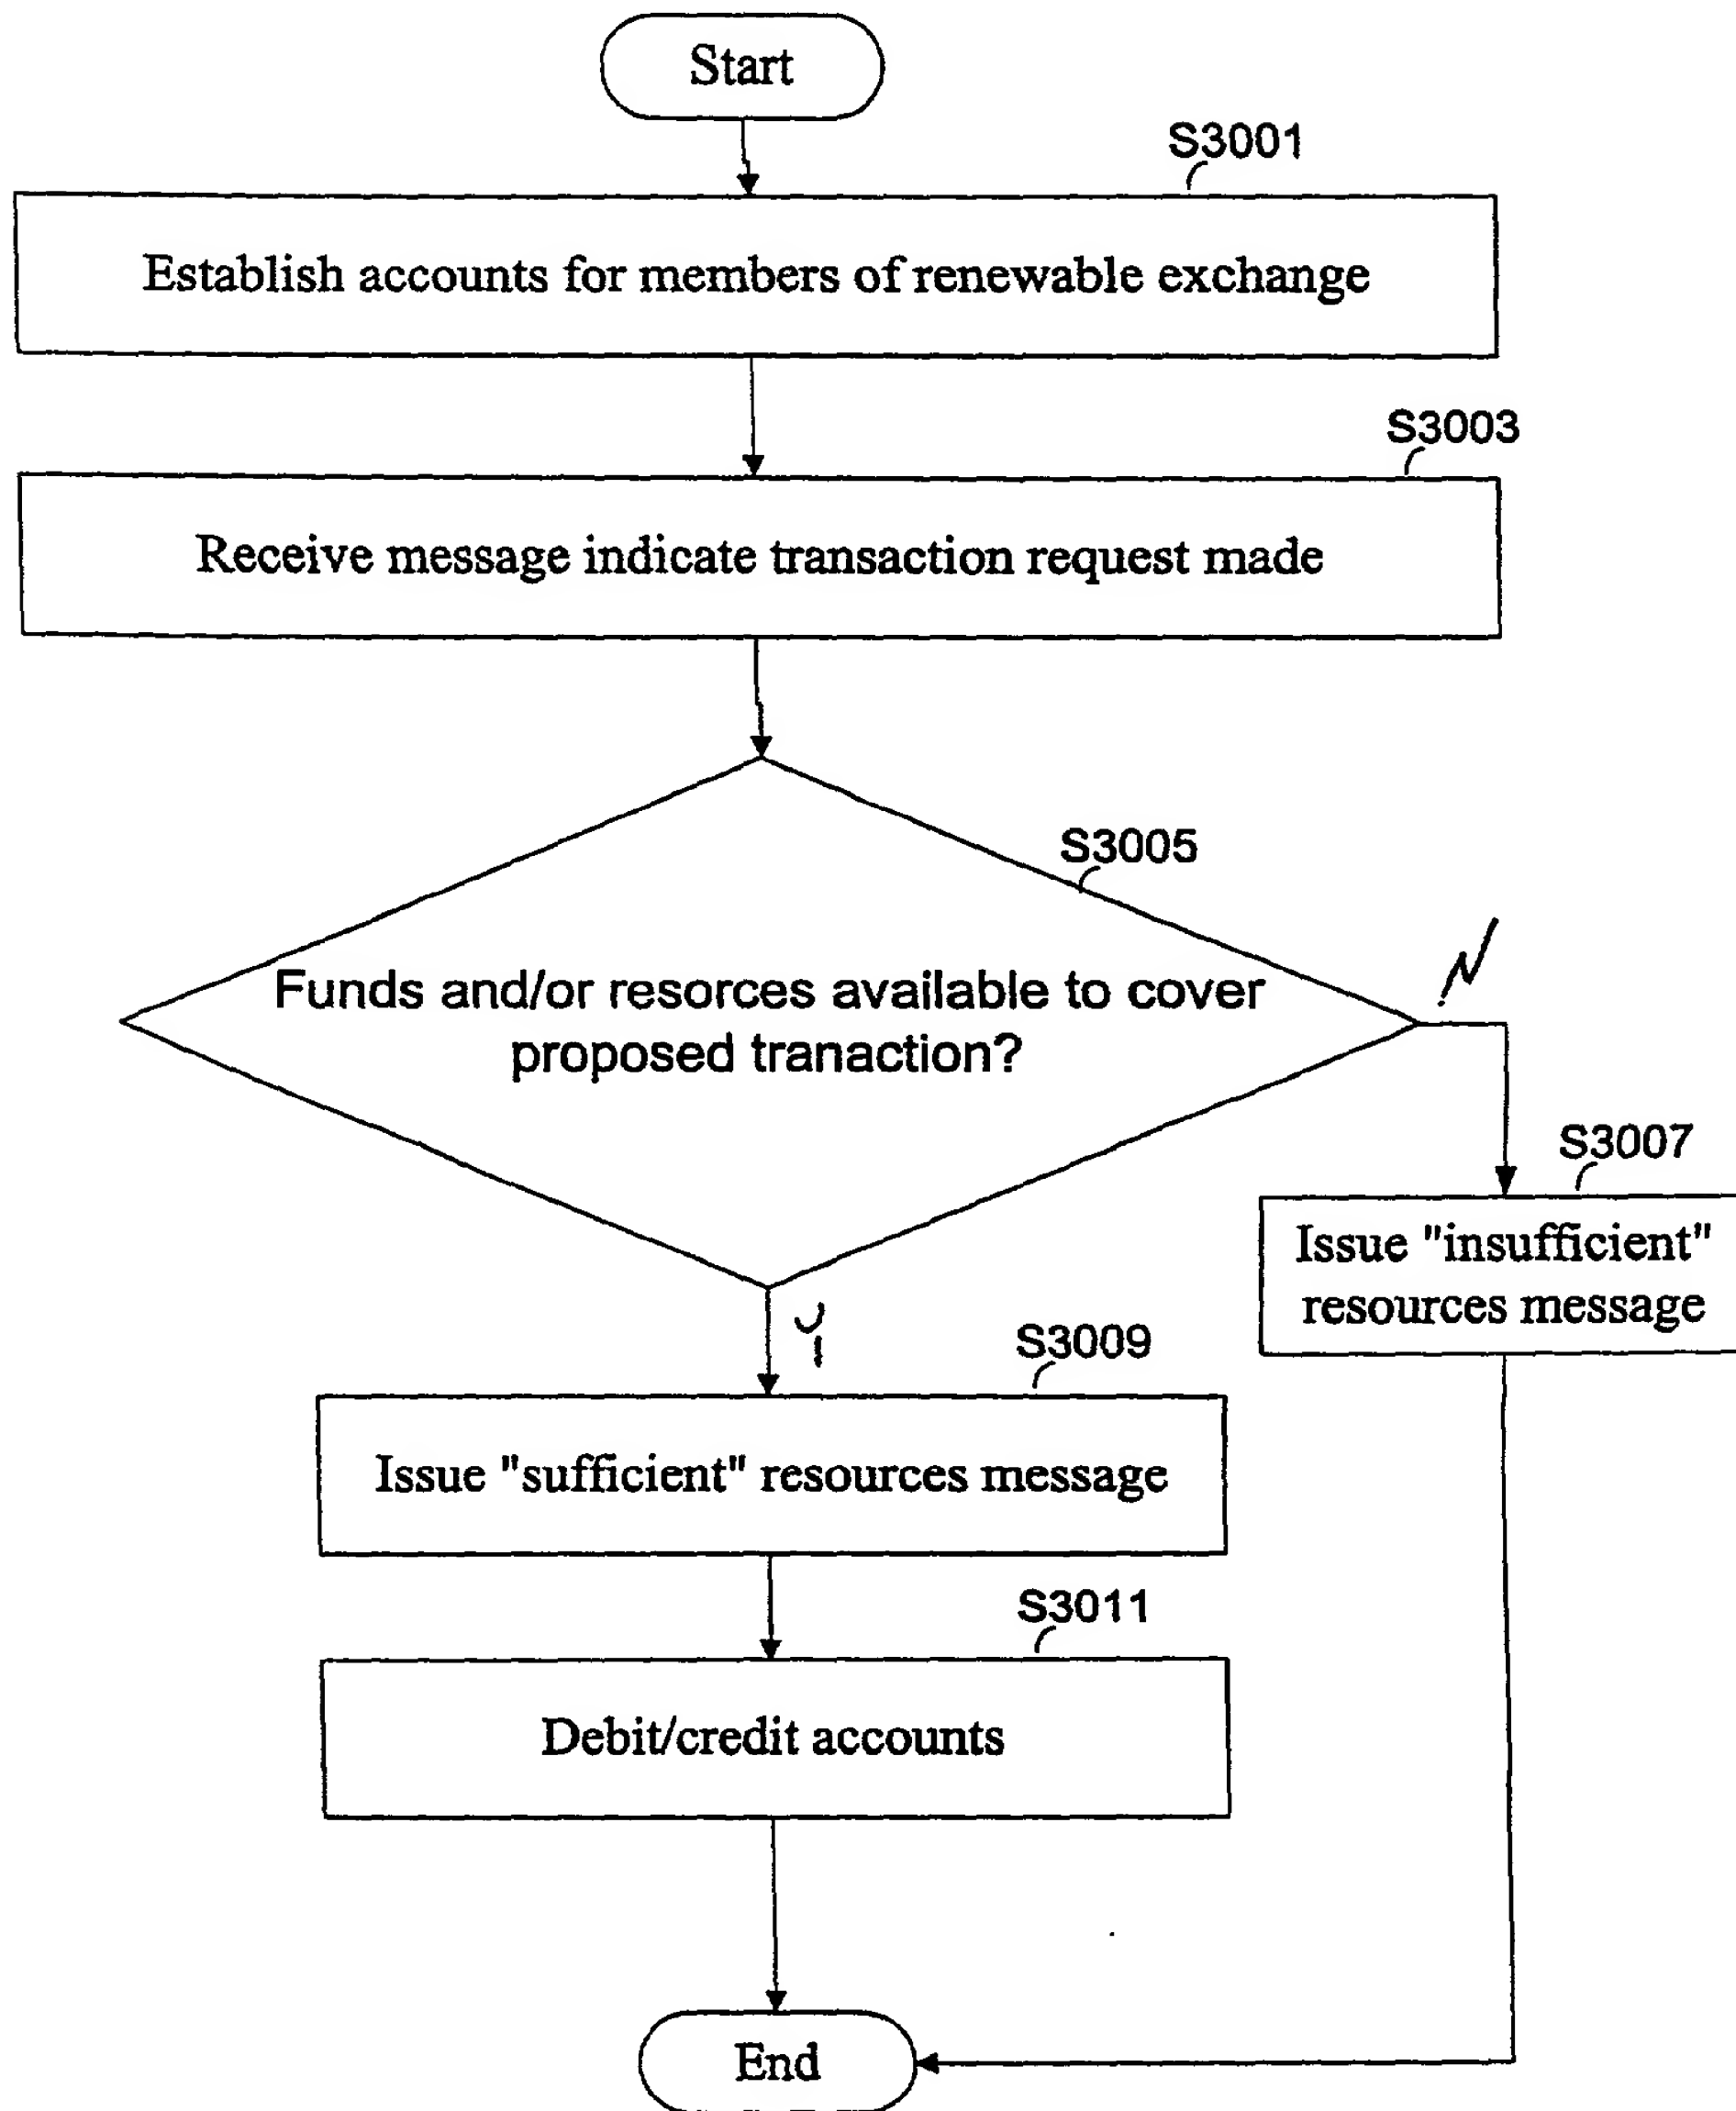 Start
S3001
Establish accounts for members of renewable exchange
S3003
Receive message indicate transaction request made
S3005
Funds and/or resorces available to cover
proposed tranaction?
N
S3007
Issue "insufficient"
resources message
Y
S3009
Issue "sufficient" resources message
S3011
Debit/credit accounts
End